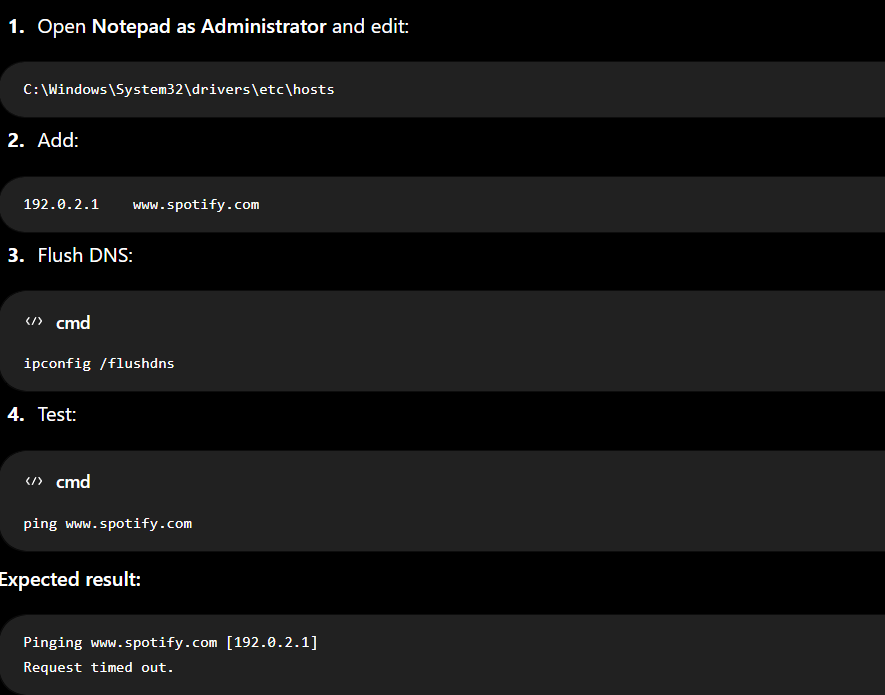 1. Open Notepad as Administrator and edit:
C:\Windows\System32\drivers\etc\hosts
2. Add:
192.0.2.1    www.spotify.com
3. Flush DNS:
</> cmd
ipconfig /flushdns
4. Test:
</> cmd
ping www.spotify.com
Expected result:
Pinging www.spotify.com [192.0.2.1]
Request timed out.